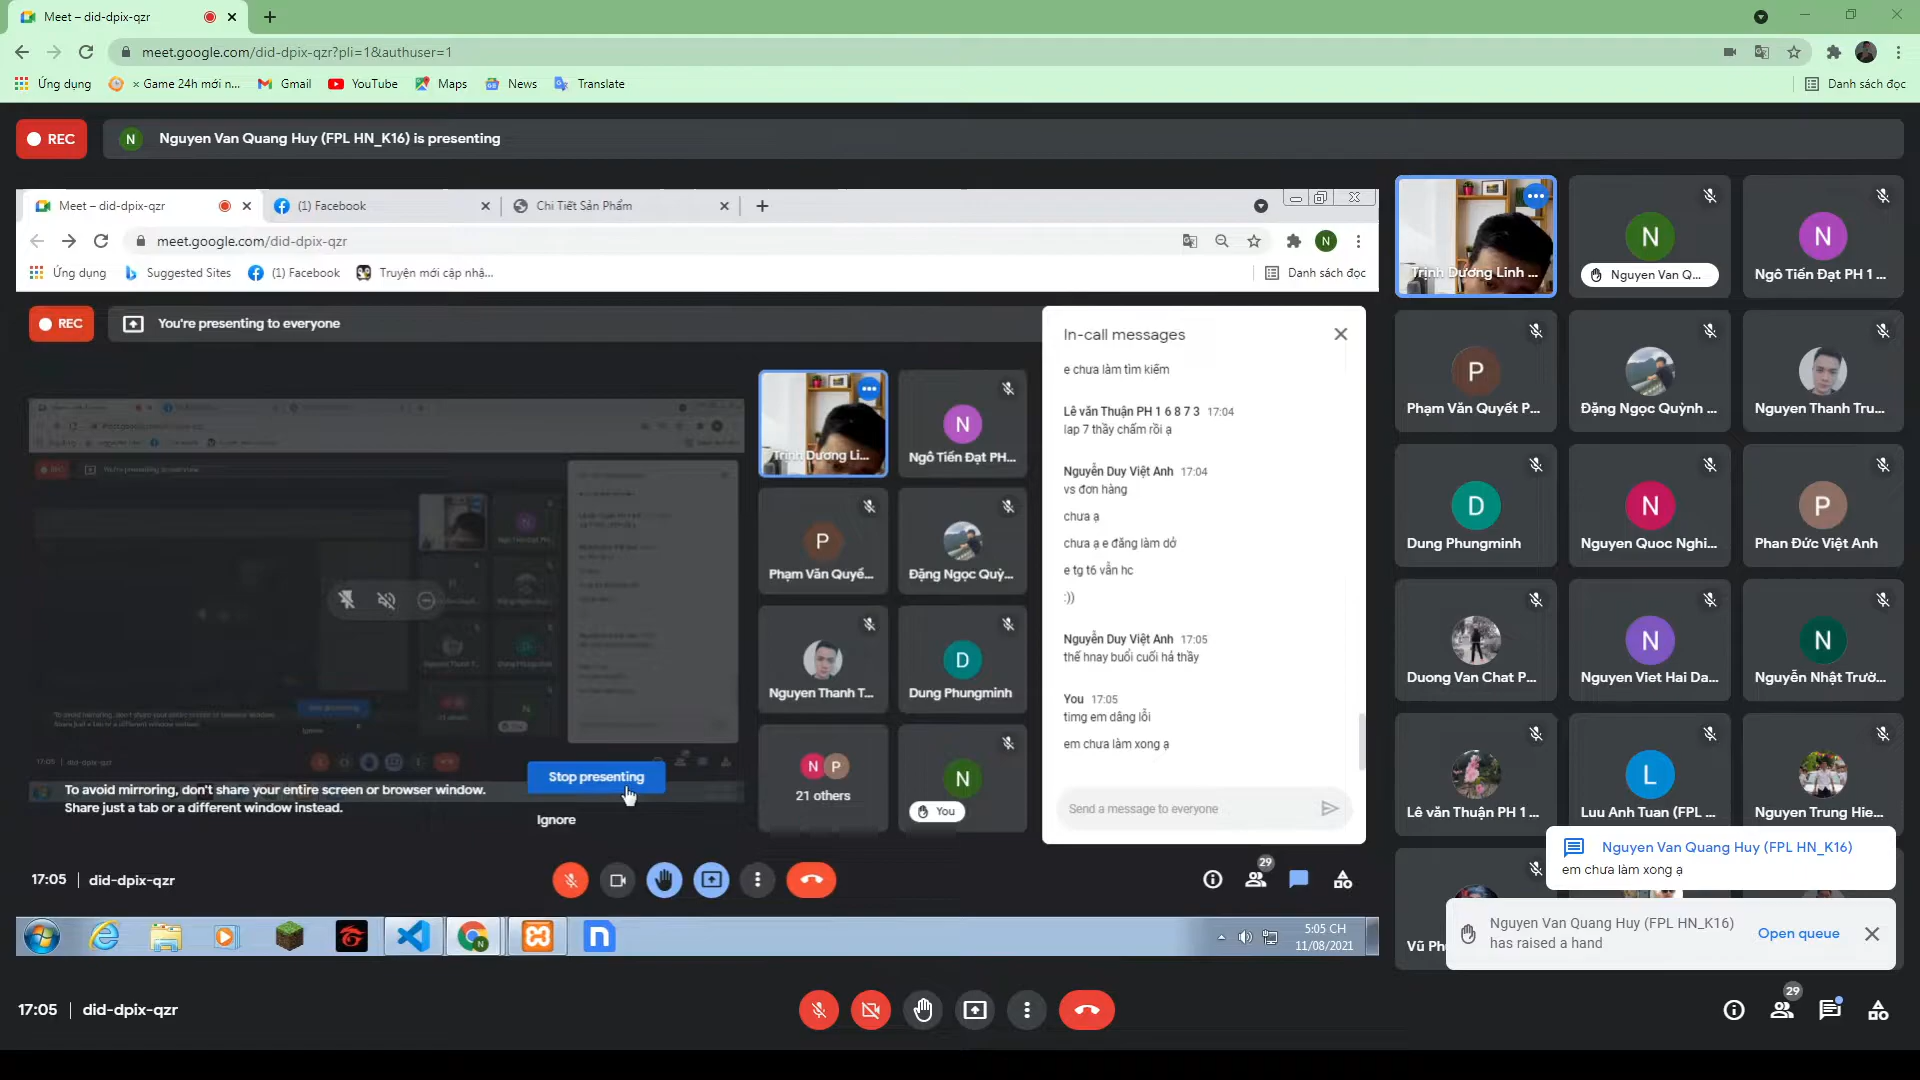 Meet – did-dpix-qzr
meet.google.com/did-dpix-qzr?pli=1&authuser=1
Ứng dụng
× Game 24h mới n...
Gmail
YouTube
Maps
News
Translate
Danh sách đọc
REC
N
Nguyen Van Quang Huy (FPL HN_K16) is presenting
Meet – did-dpix-qzr
(1) Facebook
Chi Tiết Sản Phẩm
meet.google.com/did-dpix-qzr
N
Ứng dụng
Suggested Sites
(1) Facebook
Truyện mới cập nhậ...
Danh sách đọc
REC
You're presenting to everyone
To avoid mirroring, don't share your entire screen or browser window.
Share just a tab or a different window instead.
Stop presenting
Ignore
Trịnh Dương Li...
N
Ngô Tiến Đạt PH...
P
Phạm Văn Quyế...
Đặng Ngọc Quỳ...
Nguyen Thanh T...
D
Dung Phungminh
N P
21 others
N
You
In-call messages
e chưa làm tìm kiếm
Lê văn Thuận PH 1 6 8 7 3 17:04
lap 7 thầy chấm rồi ạ
Nguyễn Duy Việt Anh 17:04
vs đơn hàng
chưa ạ
chưa ạ e đăng làm dở
e tg t6 vẫn hc
:))
Nguyễn Duy Việt Anh 17:05
thế hnay buổi cuối hả thầy
You 17:05
timg em dâng lỗi
em chưa làm xong ạ
Send a message to everyone
17:05 | did-dpix-qzr
29
5:05 CH
11/08/2021
Trịnh Dương Linh ...
N
Nguyen Van Q...
N
Ngô Tiến Đạt PH 1 ...
P
Phạm Văn Quyết P...
Đặng Ngọc Quỳnh ...
Nguyen Thanh Tru...
D
Dung Phungminh
N
Nguyen Quoc Nghi...
P
Phan Đức Việt Anh
Duong Van Chat P...
N
Nguyen Viet Hai Da...
N
Nguyễn Nhật Trườ...
Lê văn Thuận PH 1 ...
L
Luu Anh Tuan (FPL ...
Nguyen Trung Hie...
Nguyen Van Quang Huy (FPL HN_K16)
em chưa làm xong ạ
Nguyen Van Quang Huy (FPL HN_K16)
has raised a hand
Open queue
17:05 | did-dpix-qzr
29